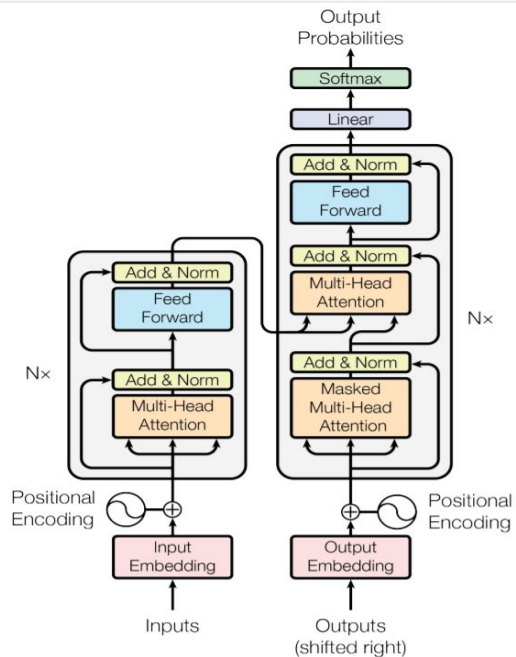 Output
Probabilities
Softmax
Linear
Add & Norm
Feed
Forward
Add & Norm
Multi-Head
Attention
Add & Norm
Masked
Multi-Head
Attention
Nx
Add & Norm
Feed
Forward
Add & Norm
Multi-Head
Attention
Nx
Positional
Encoding
Input
Embedding
Inputs
Positional
Encoding
Output
Embedding
Outputs
(shifted right)